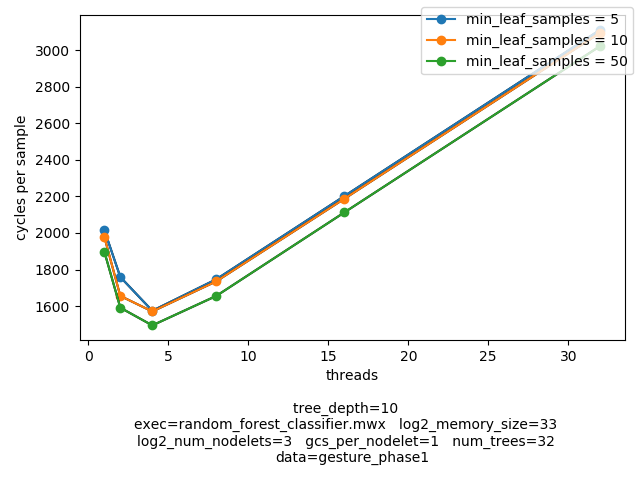 min_leaf_samples = 5
min_leaf_samples = 10
min_leaf_samples = 50
3000
2800
2600
2400
2200
2000
1800
1600
cycles per sample
0 5 10 15 20 25 30
threads
tree_depth=10
exec=random_forest_classifier.mwx log2_memory_size=33
log2_num_nodelets=3 gcs_per_nodelet=1 num_trees=32
data=gesture_phase1